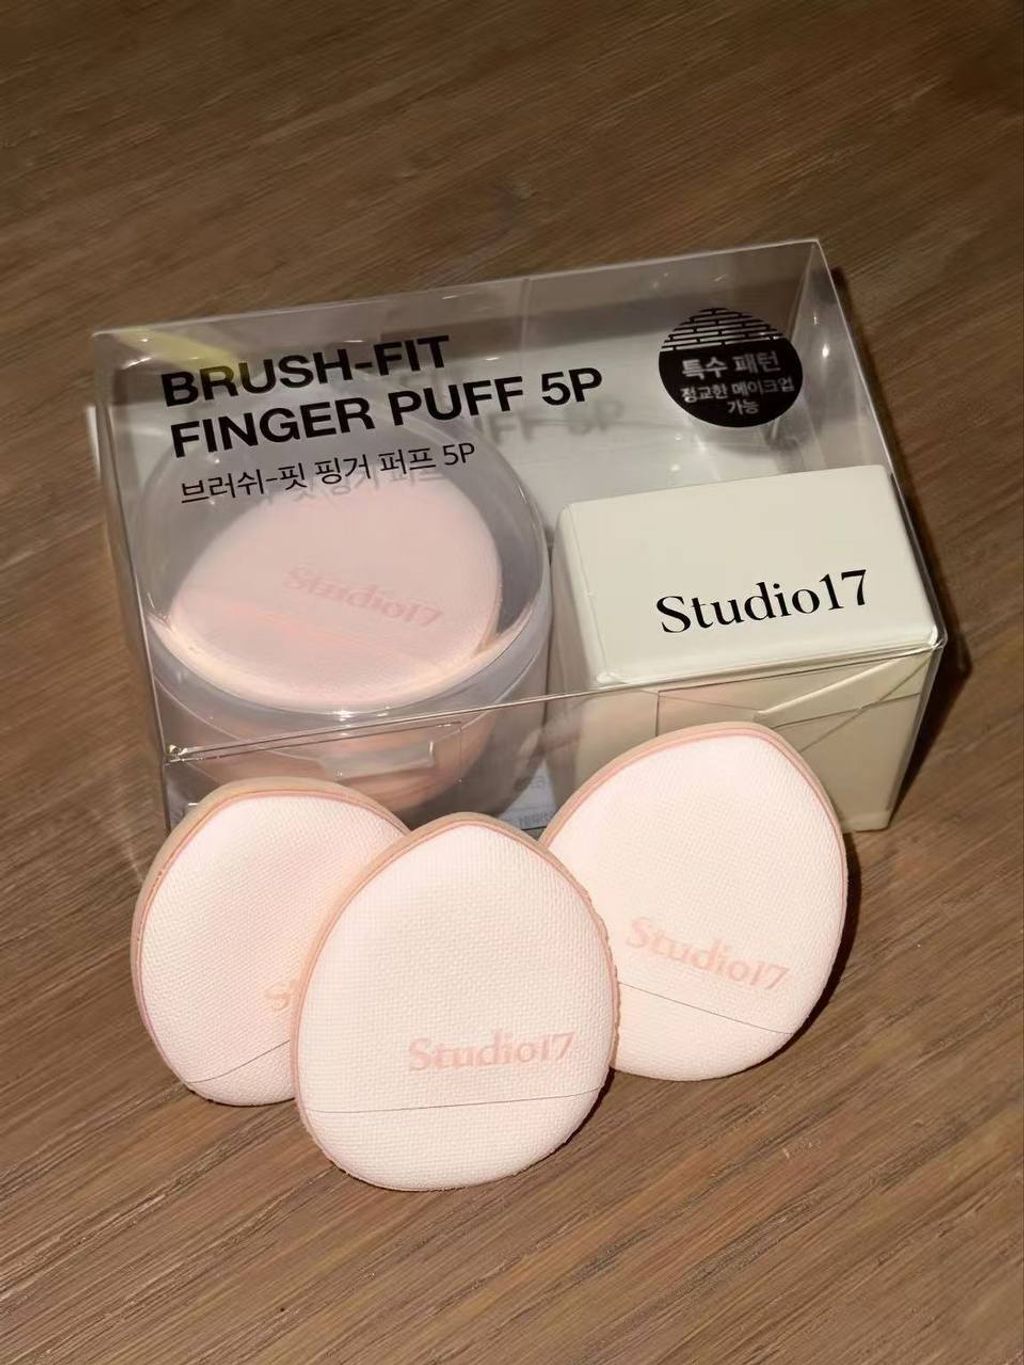 BRUSH-FIT
FINGER PUFF 5P
브러쉬-핏 핑거 퍼프 5P
특수 패턴
정교한 메이크업
가능
Studio17
Studio17
Studio17
Studio17